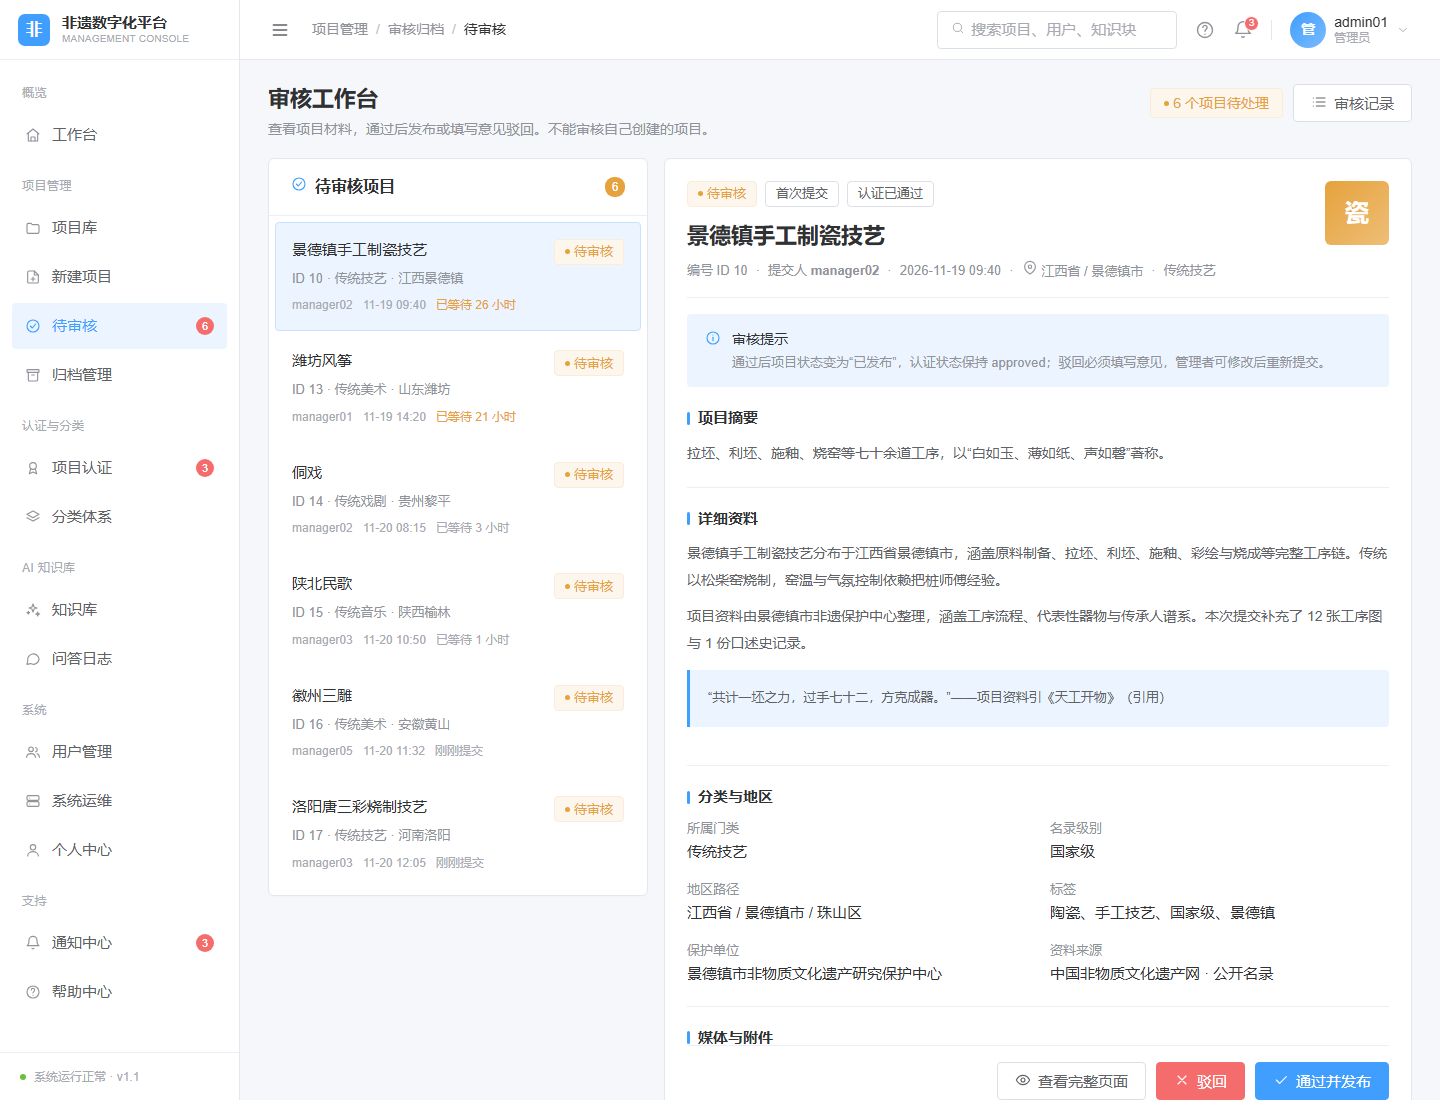 非
非遗数字化平台
MANAGEMENT CONSOLE
概览
工作台
项目管理
项目库
新建项目
待审核 6
归档管理
认证与分类
项目认证 3
分类体系
AI 知识库
知识库
问答日志
系统
用户管理
系统运维
个人中心
支持
通知中心 3
帮助中心
系统运行正常 · v1.1
项目管理 / 审核归档 / 待审核
搜索项目、用户、知识块
3
管
admin01
管理员
审核工作台
查看项目材料，通过后发布或填写意见驳回。不能审核自己创建的项目。
6 个项目待处理
审核记录
待审核项目 6
景德镇手工制瓷技艺 待审核
ID 10 · 传统技艺 · 江西景德镇
manager02 11-19 09:40 已等待 26 小时
潍坊风筝 待审核
ID 13 · 传统美术 · 山东潍坊
manager01 11-19 14:20 已等待 21 小时
侗戏 待审核
ID 14 · 传统戏剧 · 贵州黎平
manager02 11-20 08:15 已等待 3 小时
陕北民歌 待审核
ID 15 · 传统音乐 · 陕西榆林
manager03 11-20 10:50 已等待 1 小时
徽州三雕 待审核
ID 16 · 传统美术 · 安徽黄山
manager05 11-20 11:32 刚刚提交
洛阳唐三彩烧制技艺 待审核
ID 17 · 传统技艺 · 河南洛阳
manager03 11-20 12:05 刚刚提交
待审核 首次提交 认证已通过
瓷
景德镇手工制瓷技艺
编号 ID 10 · 提交人 manager02 · 2026-11-19 09:40 · 江西省 / 景德镇市 · 传统技艺
审核提示
通过后项目状态变为“已发布”，认证状态保持 approved；驳回必须填写意见，管理者可修改后重新提交。
项目摘要
拉坯、利坯、施釉、烧窑等七十余道工序，以“白如玉、薄如纸、声如磬”著称。
详细资料
景德镇手工制瓷技艺分布于江西省景德镇市，涵盖原料制备、拉坯、利坯、施釉、彩绘与烧成等完整工序链。传统
以松柴窑烧制，窑温与气氛控制依赖把桩师傅经验。
项目资料由景德镇市非遗保护中心整理，涵盖工序流程、代表性器物与传承人谱系。本次提交补充了 12 张工序图
与 1 份口述史记录。
“共计一坯之力，过手七十二，方克成器。”——项目资料引《天工开物》（引用）
分类与地区
所属门类 名录级别
传统技艺 国家级
地区路径 标签
江西省 / 景德镇市 / 珠山区 陶瓷、手工技艺、国家级、景德镇
保护单位 资料来源
景德镇市非物质文化遗产研究保护中心 中国非物质文化遗产网 · 公开名录
媒体与附件
查看完整页面 驳回 通过并发布